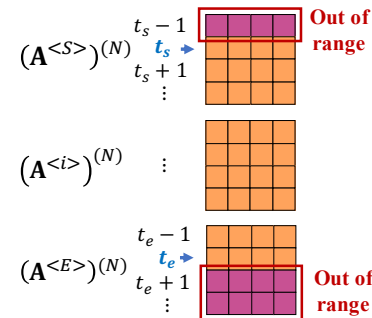 t_s − 1
Out of
range
(A^{<S>})^{(N)}
t_s
t_s + 1
⋮
(A^{<i>})^{(N)}
⋮
t_e − 1
(A^{<E>})^{(N)}
t_e
t_e + 1
Out of
range
⋮